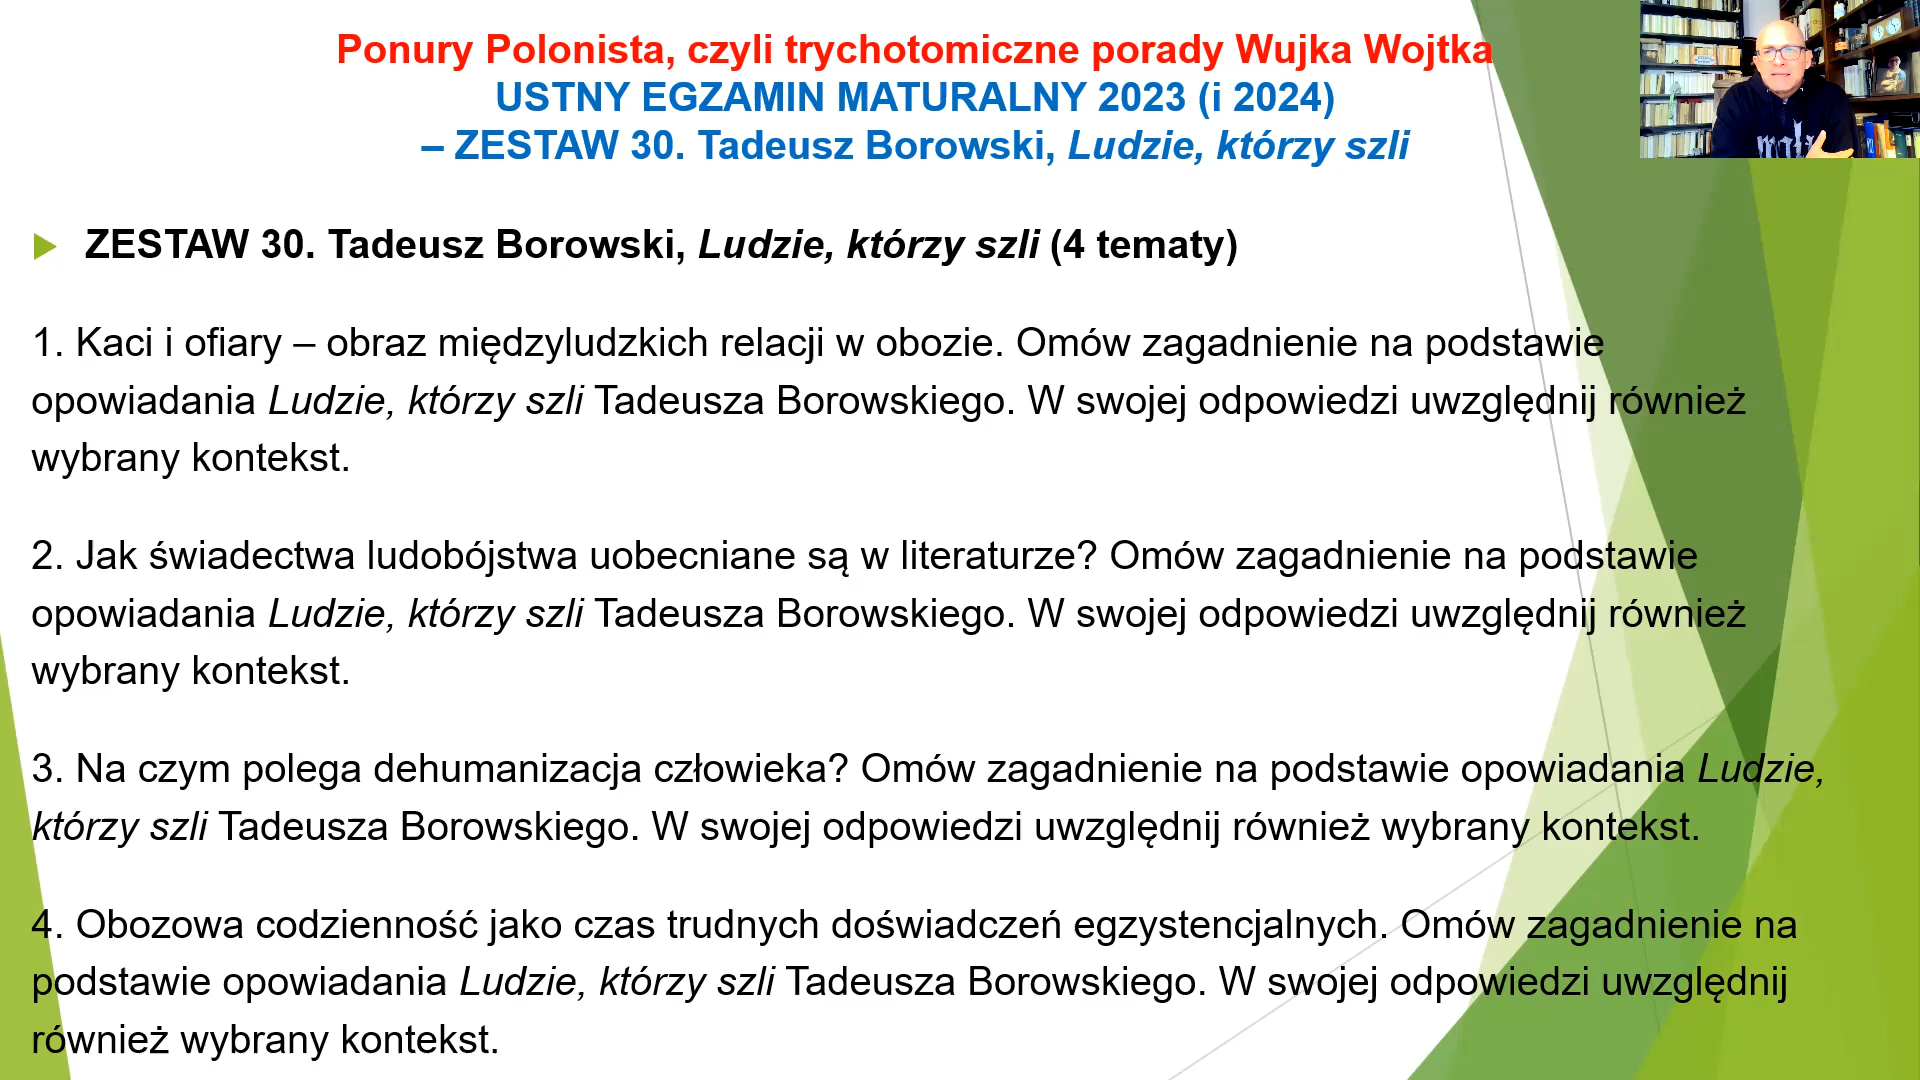 Ponury Polonista, czyli trychotomiczne porady Wujka Wojtka
USTNY EGZAMIN MATURALNY 2023 (i 2024)
– ZESTAW 30. Tadeusz Borowski, Ludzie, którzy szli
ZESTAW 30. Tadeusz Borowski, Ludzie, którzy szli (4 tematy)
1. Kaci i ofiary – obraz międzyludzkich relacji w obozie. Omów zagadnienie na podstawie
opowiadania Ludzie, którzy szli Tadeusza Borowskiego. W swojej odpowiedzi uwzględnij również
wybrany kontekst.
2. Jak świadectwa ludobójstwa uobecniane są w literaturze? Omów zagadnienie na podstawie
opowiadania Ludzie, którzy szli Tadeusza Borowskiego. W swojej odpowiedzi uwzględnij również
wybrany kontekst.
3. Na czym polega dehumanizacja człowieka? Omów zagadnienie na podstawie opowiadania Ludzie,
którzy szli Tadeusza Borowskiego. W swojej odpowiedzi uwzględnij również wybrany kontekst.
4. Obozowa codzienność jako czas trudnych doświadczeń egzystencjalnych. Omów zagadnienie na
podstawie opowiadania Ludzie, którzy szli Tadeusza Borowskiego. W swojej odpowiedzi uwzględnij
również wybrany kontekst.